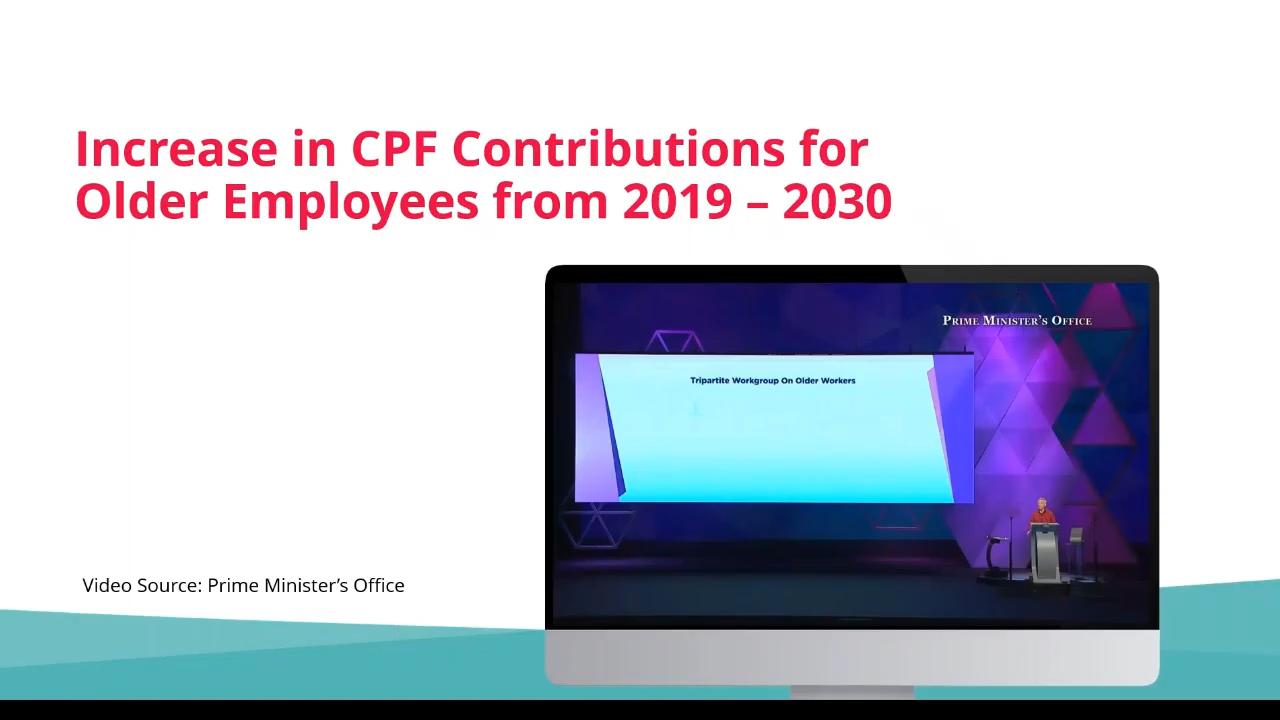 Increase in CPF Contributions for
Older Employees from 2019 – 2030
PRIME MINISTER'S OFFICE
Tripartite Workgroup On Older Workers
Video Source: Prime Minister’s Office